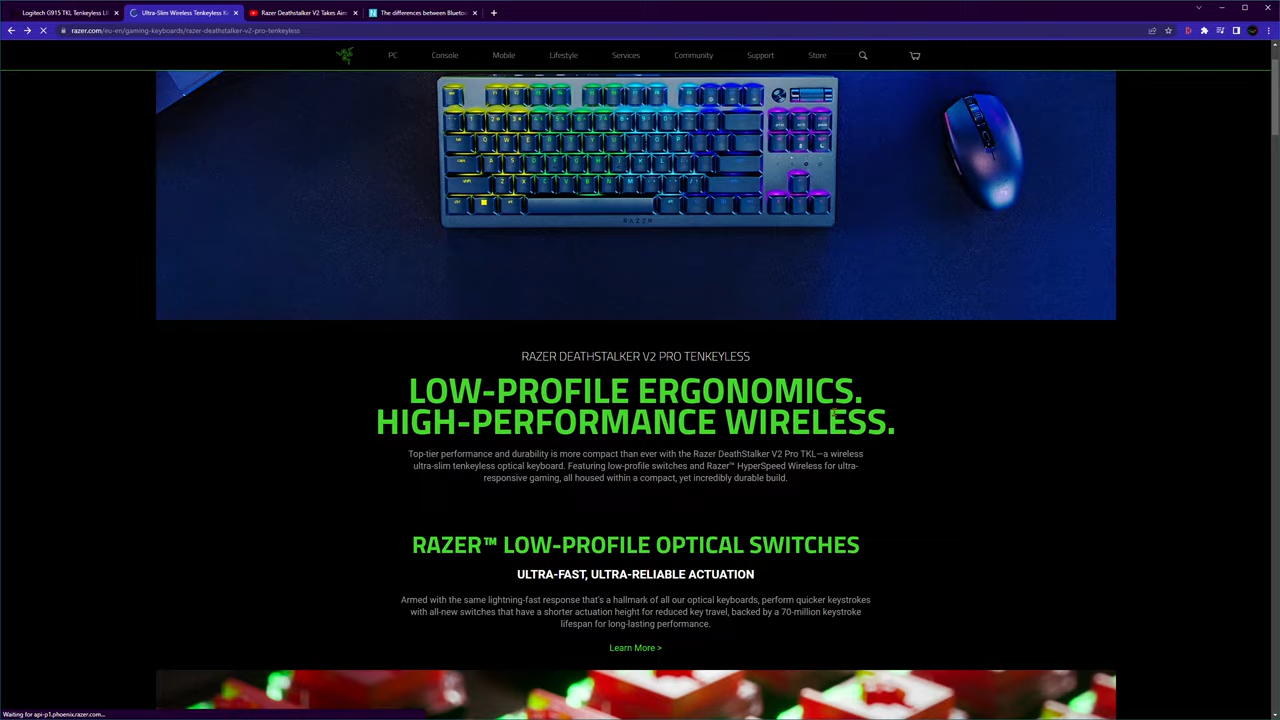 Logitech G915 TKL Tenkeyless LI
Ultra-Slim Wireless Tenkeyless K
Razer Deathstalker V2 Takes Aim
The differences between Bluetoo
razer.com/eu-en/gaming-keyboards/razer-deathstalker-v2-pro-tenkeyless
PC
Console
Mobile
Lifestyle
Services
Community
Support
Store
RAZER
RAZER DEATHSTALKER V2 PRO TENKEYLESS
LOW-PROFILE ERGONOMICS.
HIGH-PERFORMANCE WIRELESS.
Top-tier performance and durability is more compact than ever with the Razer DeathStalker V2 Pro TKL—a wireless
ultra-slim tenkeyless optical keyboard. Featuring low-profile switches and Razer™ HyperSpeed Wireless for ultra-
responsive gaming, all housed within a compact, yet incredibly durable build.
RAZER™ LOW-PROFILE OPTICAL SWITCHES
ULTRA-FAST, ULTRA-RELIABLE ACTUATION
Armed with the same lightning-fast response that's a hallmark of all our optical keyboards, perform quicker keystrokes
with all-new switches that have a shorter actuation height for reduced key travel, backed by a 70-million keystroke
lifespan for long-lasting performance.
Learn More >
Waiting for api-p1.phoenix.razer.com...